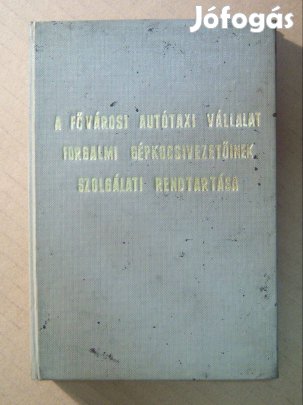 Jófogás
A FŐVÁROSI AUTÓTAXI VÁLLALAT
FORGALMI GÉPKOCSIVEZETŐINEK
SZOLGÁLATI RENDTARTÁSA